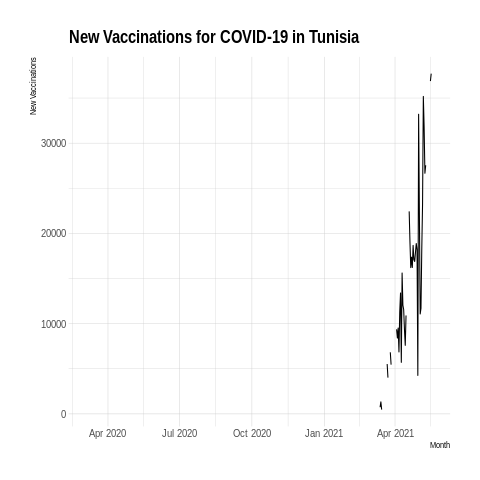 New Vaccinations for COVID-19 in Tunisia
New Vaccinations
30000
20000
10000
0
Apr 2020 Jul 2020 Oct 2020 Jan 2021 Apr 2021
Month